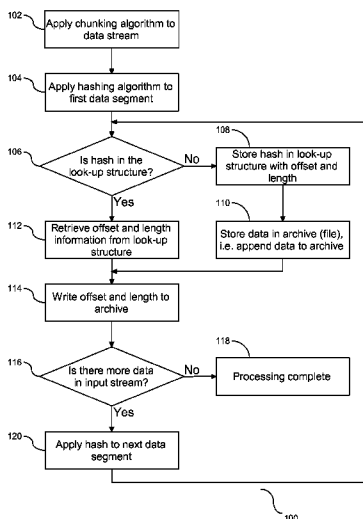 102
Apply chunking algorithm to
data stream
104
Apply hashing algorithm to
first data segment
106
Is hash in the
look-up structure?
No
Yes
108
Store hash in look-up
structure with offset and
length
110
Store data in archive (file),
i.e. append data to archive
112
Retrieve offset and length
information from look-up
structure
114
Write offset and length to
archive
116
Is there more data
in input stream?
No
Yes
118
Processing complete
120
Apply hash to next data
segment
100